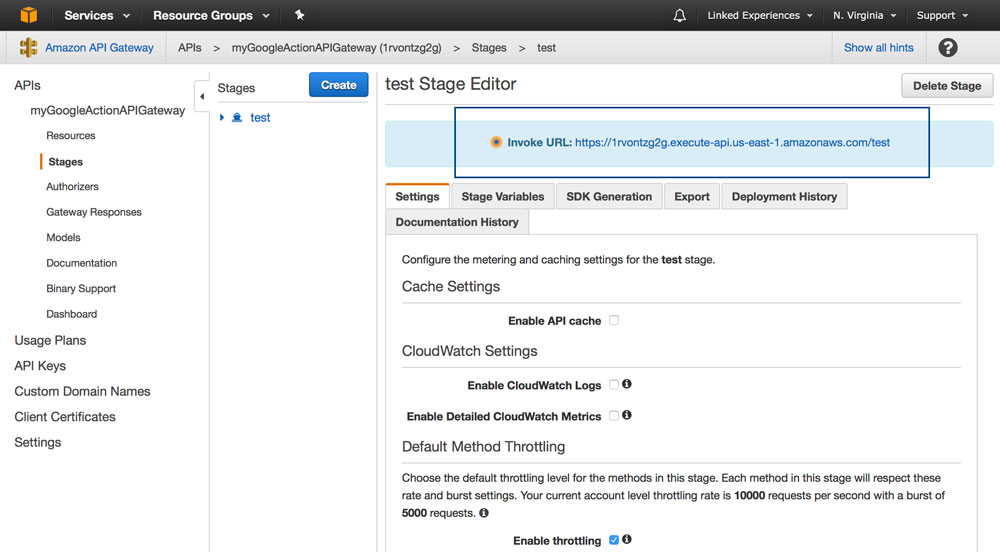 Services
Resource Groups
Linked Experiences
N. Virginia
Support
Amazon API Gateway
APIs > myGoogleActionAPIGateway (1rvontzg2g) > Stages > test
Show all hints
?
APIs
myGoogleActionAPIGateway
Resources
Stages
Authorizers
Gateway Responses
Models
Documentation
Binary Support
Dashboard
Usage Plans
API Keys
Custom Domain Names
Client Certificates
Settings
Stages
Create
test
test Stage Editor
Delete Stage
Invoke URL: https://1rvontzg2g.execute-api.us-east-1.amazonaws.com/test
Settings
Stage Variables
SDK Generation
Export
Deployment History
Documentation History
Configure the metering and caching settings for the test stage.
Cache Settings
Enable API cache
CloudWatch Settings
Enable CloudWatch Logs
Enable Detailed CloudWatch Metrics
Default Method Throttling
Choose the default throttling level for the methods in this stage. Each method in this stage will respect these
rate and burst settings. Your current account level throttling rate is 10000 requests per second with a burst of
5000 requests.
Enable throttling